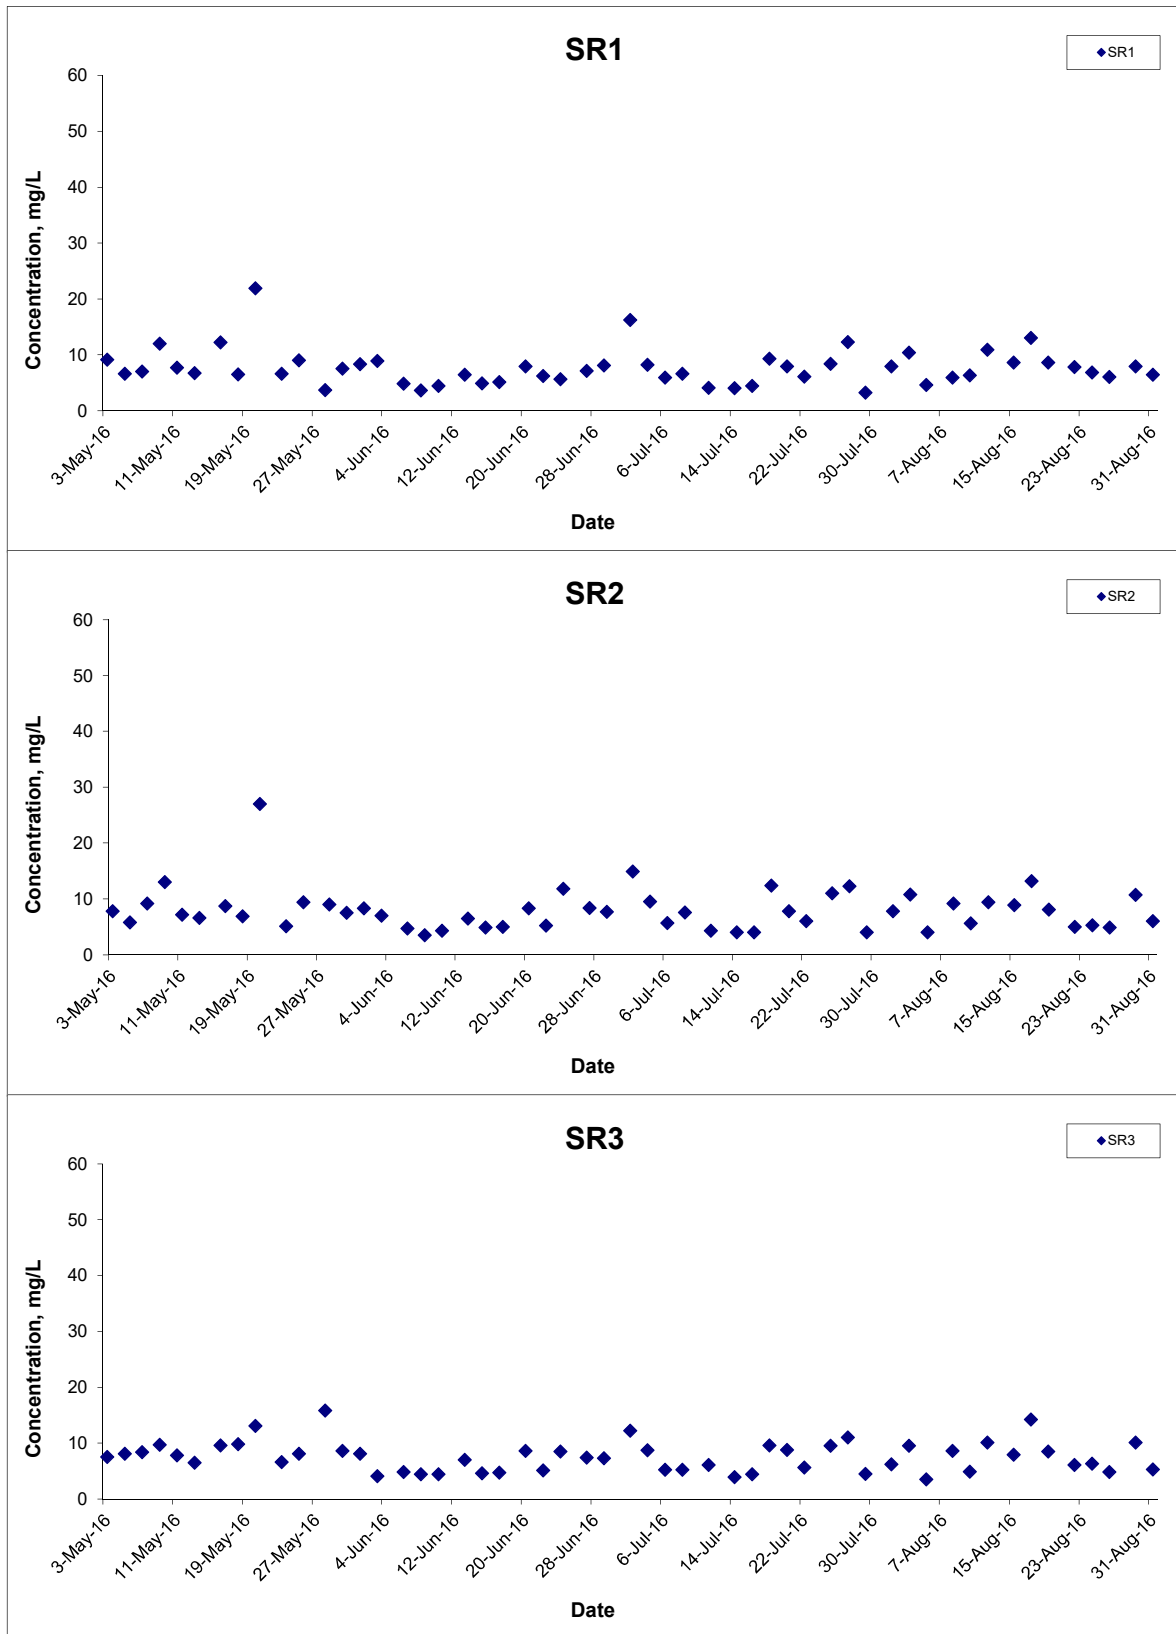 SR1
SR1
60
50
40
30
20
10
0
Concentration, mg/L
3-May-16 11-May-16 19-May-16 27-May-16 4-Jun-16 12-Jun-16 20-Jun-16 28-Jun-16 6-Jul-16 14-Jul-16 22-Jul-16 30-Jul-16 7-Aug-16 15-Aug-16 23-Aug-16 31-Aug-16
Date
SR2
SR2
60
50
40
30
20
10
0
Concentration, mg/L
3-May-16 11-May-16 19-May-16 27-May-16 4-Jun-16 12-Jun-16 20-Jun-16 28-Jun-16 6-Jul-16 14-Jul-16 22-Jul-16 30-Jul-16 7-Aug-16 15-Aug-16 23-Aug-16 31-Aug-16
Date
SR3
SR3
60
50
40
30
20
10
0
Concentration, mg/L
3-May-16 11-May-16 19-May-16 27-May-16 4-Jun-16 12-Jun-16 20-Jun-16 28-Jun-16 6-Jul-16 14-Jul-16 22-Jul-16 30-Jul-16 7-Aug-16 15-Aug-16 23-Aug-16 31-Aug-16
Date